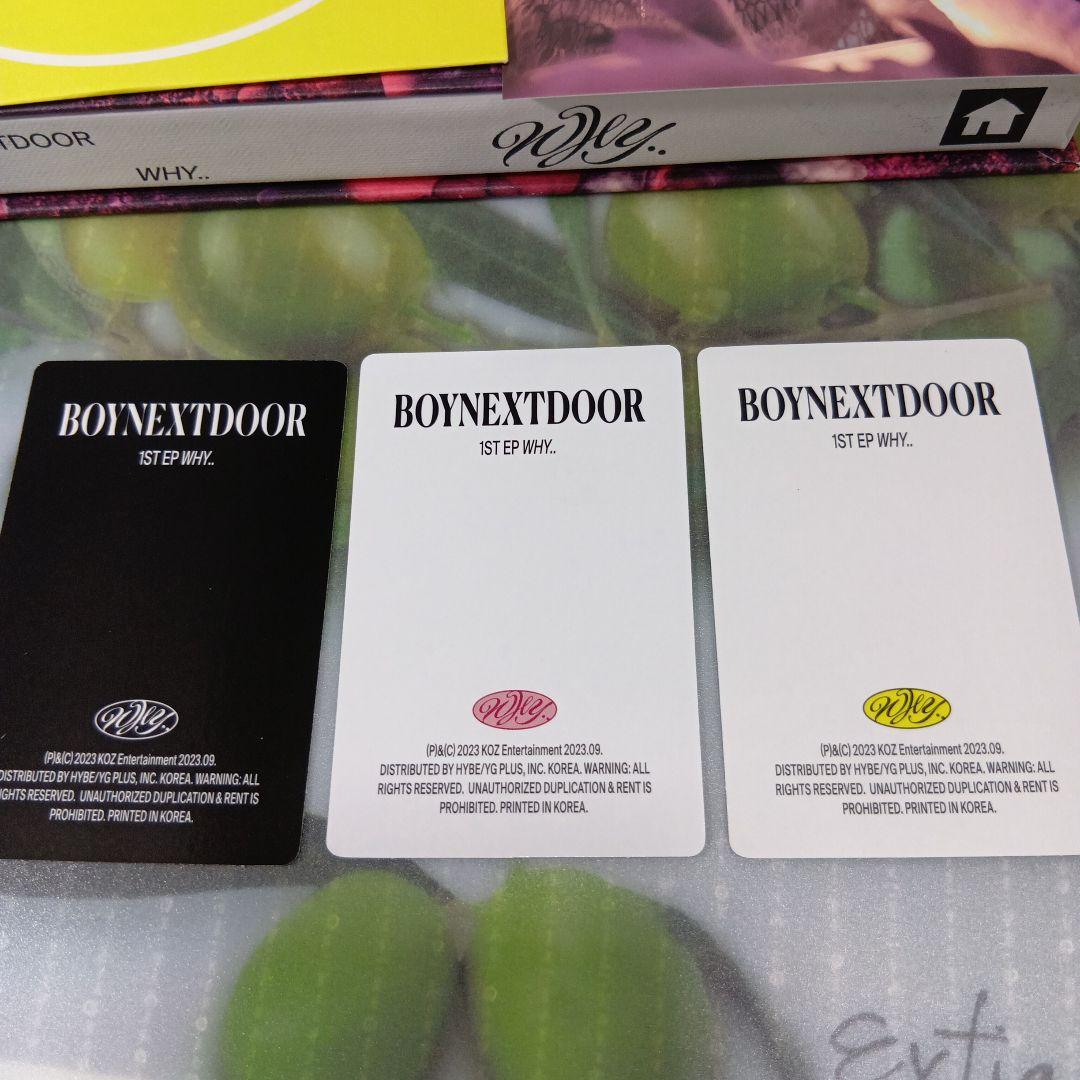 TDOOR
WHY..
Why..
BOYNEXTDOOR
1ST EP WHY..
Why..
(P)&(C) 2023 KOZ Entertainment 2023.09.
DISTRIBUTED BY HYBE/YG PLUS, INC. KOREA. WARNING: ALL
IGHTS RESERVED. UNAUTHORIZED DUPLICATION & RENT IS
PROHIBITED. PRINTED IN KOREA.
BOYNEXTDOOR
1ST EP WHY..
Why..
(P)&(C) 2023 KOZ Entertainment 2023.09.
DISTRIBUTED BY HYBE/YG PLUS, INC. KOREA. WARNING: ALL
RIGHTS RESERVED. UNAUTHORIZED DUPLICATION & RENT IS
PROHIBITED. PRINTED IN KOREA.
BOYNEXTDOOR
1ST EP WHY..
Why..
(P)&(C) 2023 KOZ Entertainment 2023.09.
DISTRIBUTED BY HYBE/YG PLUS, INC. KOREA. WARNING: ALL
RIGHTS RESERVED. UNAUTHORIZED DUPLICATION & RENT IS
PROHIBITED. PRINTED IN KOREA.